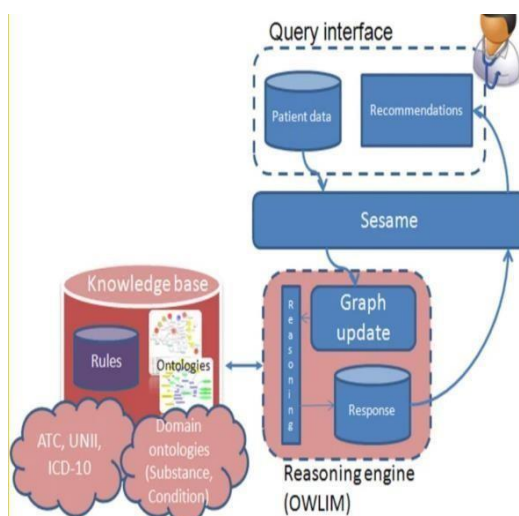 Query interface
Patient data
Recommendations
Sesame
Knowledge base
Rules
Ontologies
ATC, UNII,
ICD-10
Domain
ontologies
(Substance,
Condition)
Reasoning
Graph
update
Response
Reasoning engine
(OWLIM)